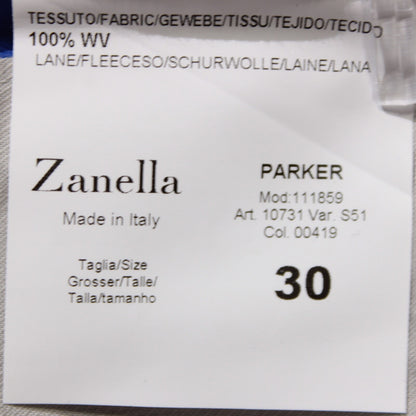 TESSUTO/FABRIC/GEWEBE/TISSU/TEJIDO/TECIDO
100% WV
LANE/FLEECESO/SCHURWOLLE/LAINE/LANA
Zanella
Made in Italy
Taglia/Size
Grosser/Talle/
Talla/tamanho
PARKER
Mod:111859
Art. 10731 Var. S51
Col. 00419
30